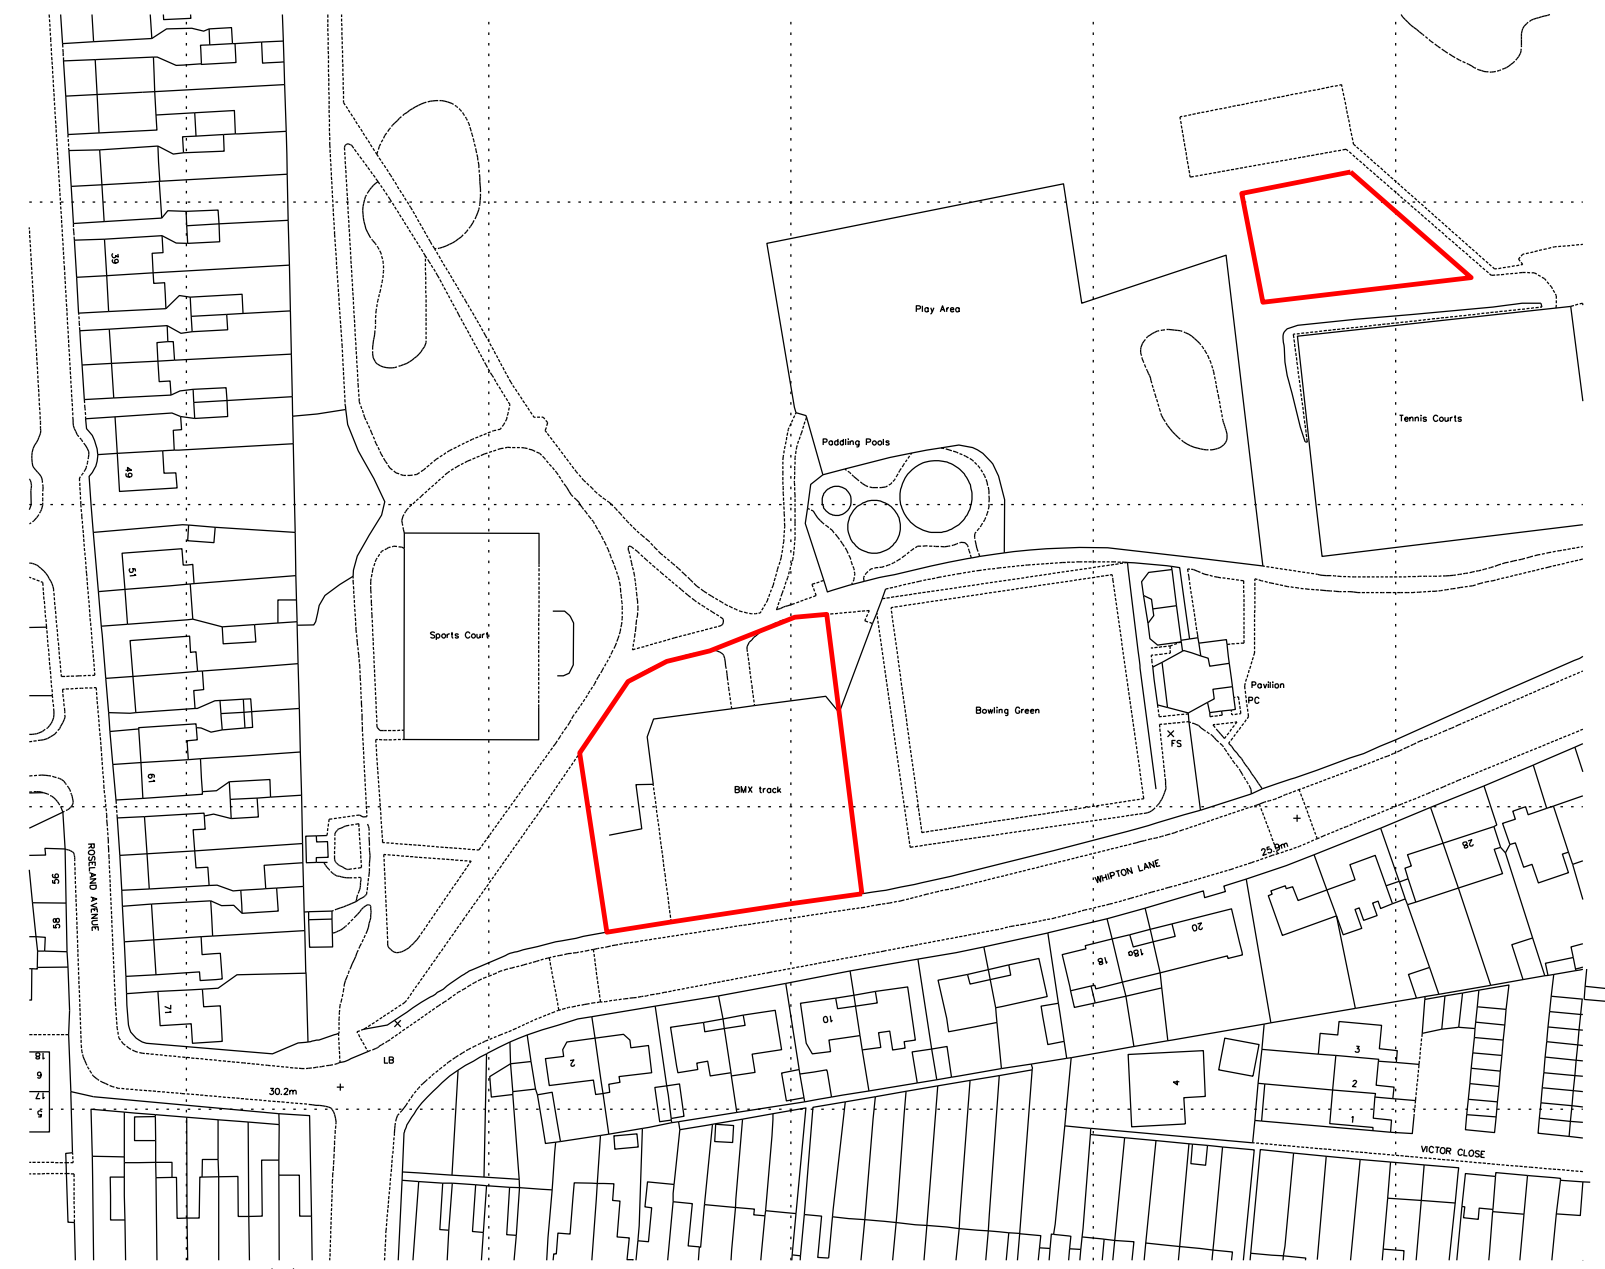 39
Play Area
Tennis Courts
Paddling Pools
49
51
Sports Court
Pavilion
PC
Bowling Green
FS
61
BMX track
25.9m
WHIPTON LANE
28
ROSELAND AVENUE
56
58
20
18a
18
71
10
2
LB
30.2m
18
6
17
5
3
4
2
1
VICTOR CLOSE